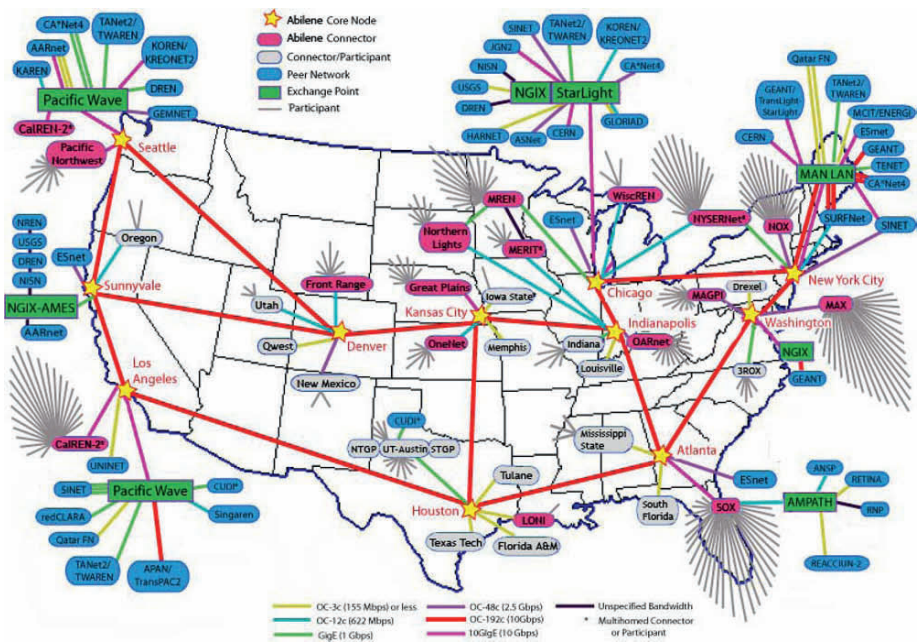 Abilene Core Node
Abilene Connector
Connector/Participant
Peer Network
Exchange Point
Participant
CA*Net4
TANet2/
TWAREN
AARnet
KOREN/
KREONET2
KAREN
DREN
Pacific Wave
GEMNET
CalREN-2*
Pacific
Northwest
Seattle
SINET
TANet2/
TWAREN
KOREN/
KREONET2
JGN2
NISN
CA*Net4
USGS
NGIX
StarLight
DREN
GLORIAD
HARNET
ASNet
CERN
Qatar FN
TANet2/
TWAREN
GEANT/
TransLight-
StarLight
MCIT/ENERGI
CERN
ESnet
GEANT
MAN LAN
TENET
CA*Net4
SURFNet
SINET
NREN
USGS
DREN
NISN
ESnet
Oregon
Sunnyvale
NGIX-AMES
AARnet
MREN
WiscREN
ESnet
Northern
Lights
MERIT*
NYSERNet*
NOX
New York City
Chicago
Drexel
MAGPI
MAX
Washington
NGIX
3ROX
GEANT
Front Range
Utah
Great Plains
Iowa State*
Kansas City
Qwest
Denver
OneNet
Memphis
New Mexico
Indianapolis
Indiana
OARnet
Louisville
Los
Angeles
CalREN-2*
UNINET
SINET
Pacific Wave
CUDI*
redCLARA
Singaren
Qatar FN
TANet2/
TWAREN
APAN/
TransPAC2
CUDI*
NTGP
UT-Austin
STGP
Tulane
Houston
LONI
Texas Tech
Florida A&M
Mississippi
State
Atlanta
ESnet
South
Florida
SOX
ANSP
RETINA
AMPATH
RNP
REACCIUN-2
OC-3c (155 Mbps) or less
OC-12c (622 Mbps)
GigE (1 Gbps)
OC-48c (2.5 Gbps)
OC-192c (10Gbps)
10GigE (10 Gbps)
Unspecified Bandwidth
* Multihomed Connector
or Participant